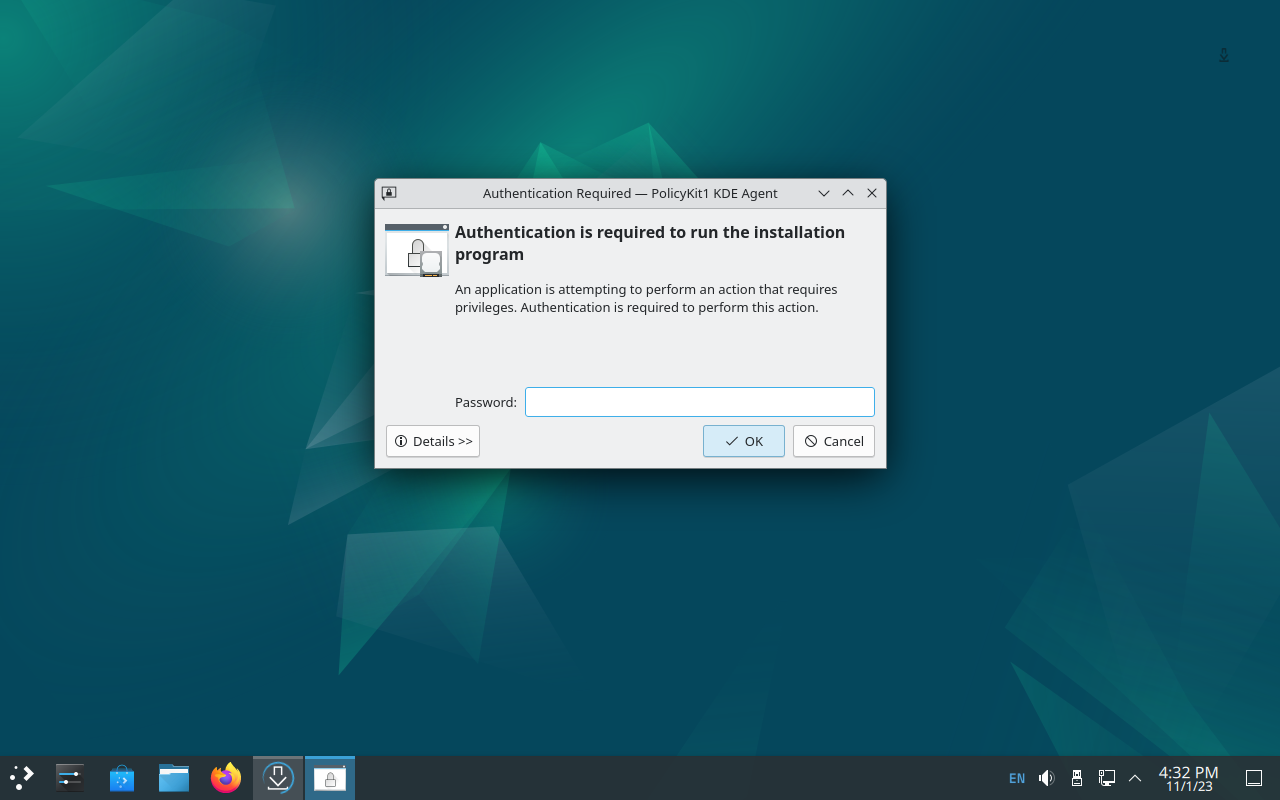 Authentication Required — PolicyKit1 KDE Agent
Authentication is required to run the installation
program
An application is attempting to perform an action that requires
privileges. Authentication is required to perform this action.
Password:
Details >>
OK
Cancel
EN
4:32 PM
11/1/23